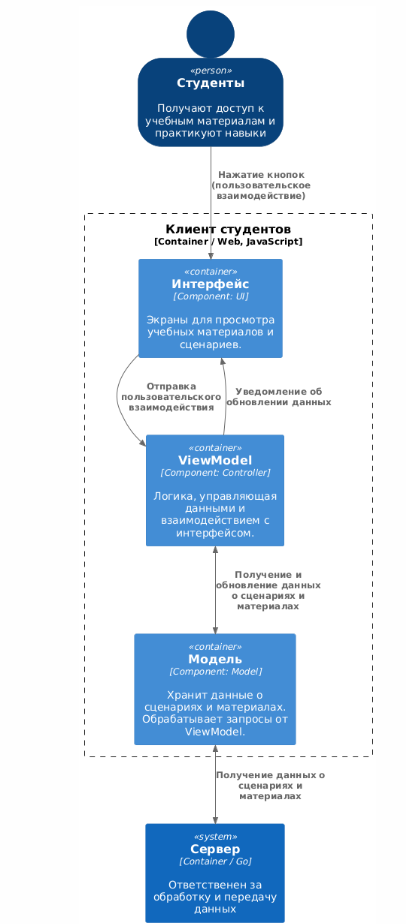 «person»
Студенты
Получают доступ к
учебным материалам и
практикуют навыки
Нажатие кнопок
(пользовательское
взаимодействие)
Клиент студентов
[Container / Web, JavaScript]
«container»
Интерфейс
[Component: UI]
Экраны для просмотра
учебных материалов и
сценариев.
Отправка
пользовательского
взаимодействия
Уведомление об
обновлении данных
«container»
ViewModel
[Component: Controller]
Логика, управляющая
данными и
взаимодействием с
интерфейсом.
Получение и
обновление данных
о сценариях и
материалах
«container»
Модель
[Component: Model]
Хранит данные о
сценариях и материалах.
Обрабатывает запросы от
ViewModel.
Получение данных о
сценариях и
материалах
«system»
Сервер
[Container / Go]
Ответственен за
обработку и передачу
данных